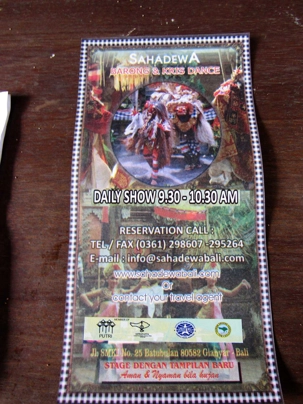 SAHADEWA
BARONG & KRIS DANCE
DAILY SHOW 9.30 - 10.30 AM
RESERVATION CALL :
TEL / FAX (0361) 298607 -295264
E-mail : info@sahadewabali.com
www.sahadewabali.com
or
contact your travel agent
PUTRI
Jl. SMKI No. 25 Batubulan 80582 Gianyar - Bali
STAGE DENGAN TAMPILAN BARU
Aman & Nyaman bila hujan